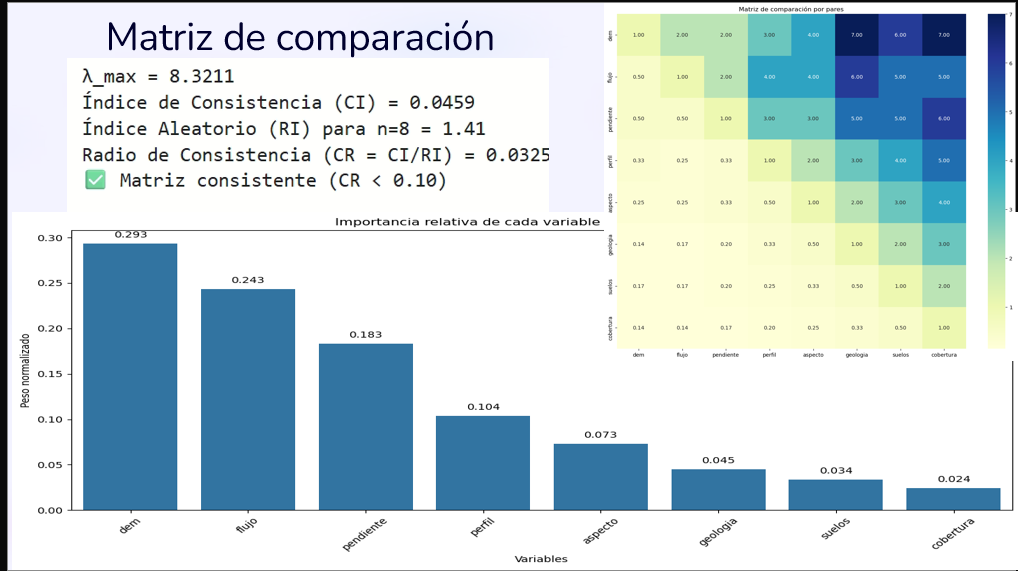 Matriz de comparación
λ_max = 8.3211
Índice de Consistencia (CI) = 0.0459
Índice Aleatorio (RI) para n=8 = 1.41
Radio de Consistencia (CR = CI/RI) = 0.0325
✅ Matriz consistente (CR < 0.10)
Matriz de comparación por pares
dem 1.00 2.00 2.00 3.00 4.00 7.00 6.00 7.00
flujo 0.50 1.00 2.00 4.00 4.00 6.00 5.00 5.00
pendiente 0.50 0.50 1.00 3.00 3.00 5.00 5.00 6.00
perfil 0.33 0.25 0.33 1.00 2.00 3.00 4.00 5.00
aspecto 0.25 0.25 0.33 0.50 1.00 2.00 3.00 4.00
geologia 0.14 0.17 0.20 0.33 0.50 1.00 2.00 3.00
suelos 0.17 0.17 0.20 0.25 0.33 0.50 1.00 2.00
cobertura 0.14 0.14 0.17 0.20 0.25 0.33 0.50 1.00
dem flujo pendiente perfil aspecto geologia suelos cobertura
7
6
5
4
3
2
1
Importancia relativa de cada variable
Peso normalizado
0.30
0.25
0.20
0.15
0.10
0.05
0.00
0.293
0.243
0.183
0.104
0.073
0.045
0.034
0.024
dem flujo pendiente perfil aspecto geologia suelos cobertura
Variables